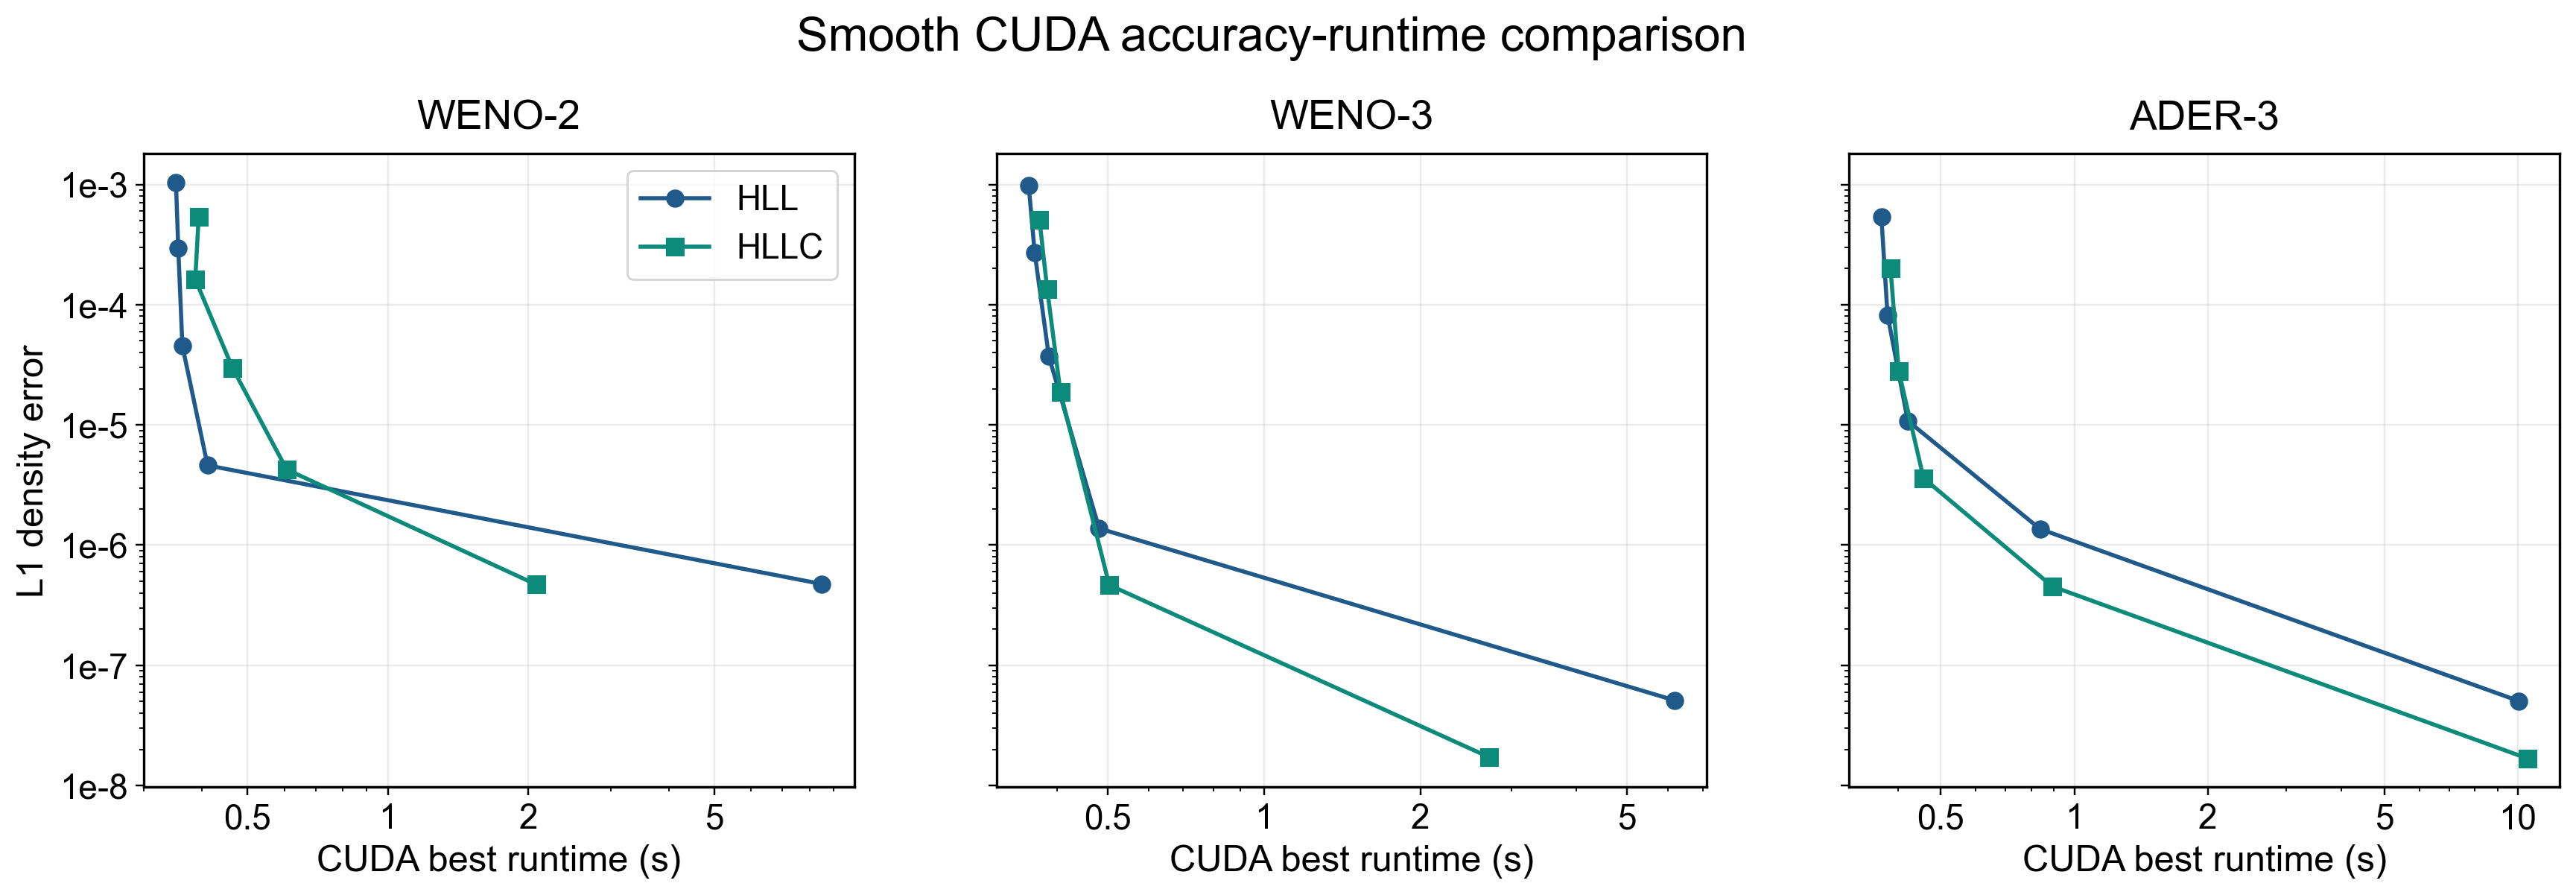 Smooth CUDA accuracy-runtime comparison
WENO-2
WENO-3
ADER-3
L1 density error
1e-3
1e-4
1e-5
1e-6
1e-7
1e-8
HLL
HLLC
0.5 1 2 5
0.5 1 2 5
0.5 1 2 5 10
CUDA best runtime (s)
CUDA best runtime (s)
CUDA best runtime (s)